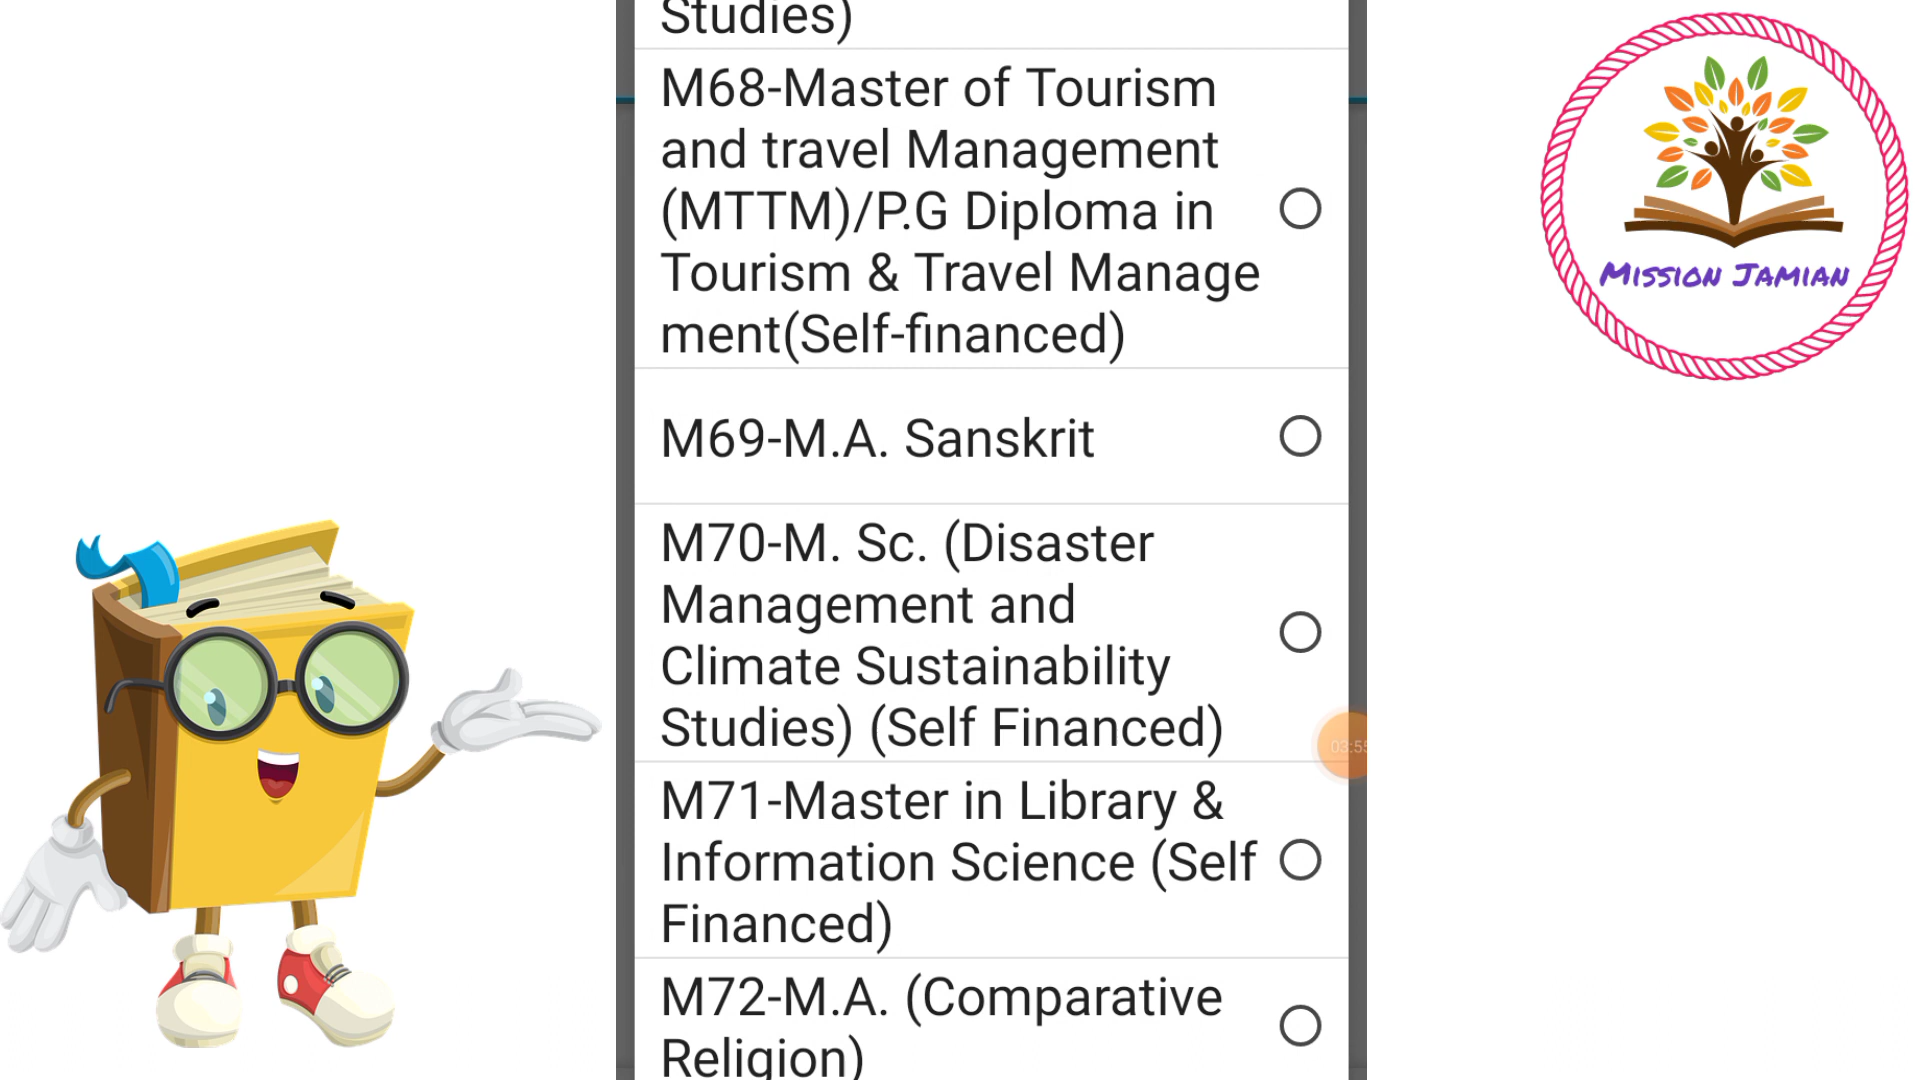 Studies)
M68-Master of Tourism
and travel Management
(MTTM)/P.G Diploma in
Tourism & Travel Manage
ment(Self-financed)
M69-M.A. Sanskrit
M70-M. Sc. (Disaster
Management and
Climate Sustainability
Studies) (Self Financed)
M71-Master in Library &
Information Science (Self
Financed)
M72-M.A. (Comparative
Religion)
03:55
MISSION JAMIAN